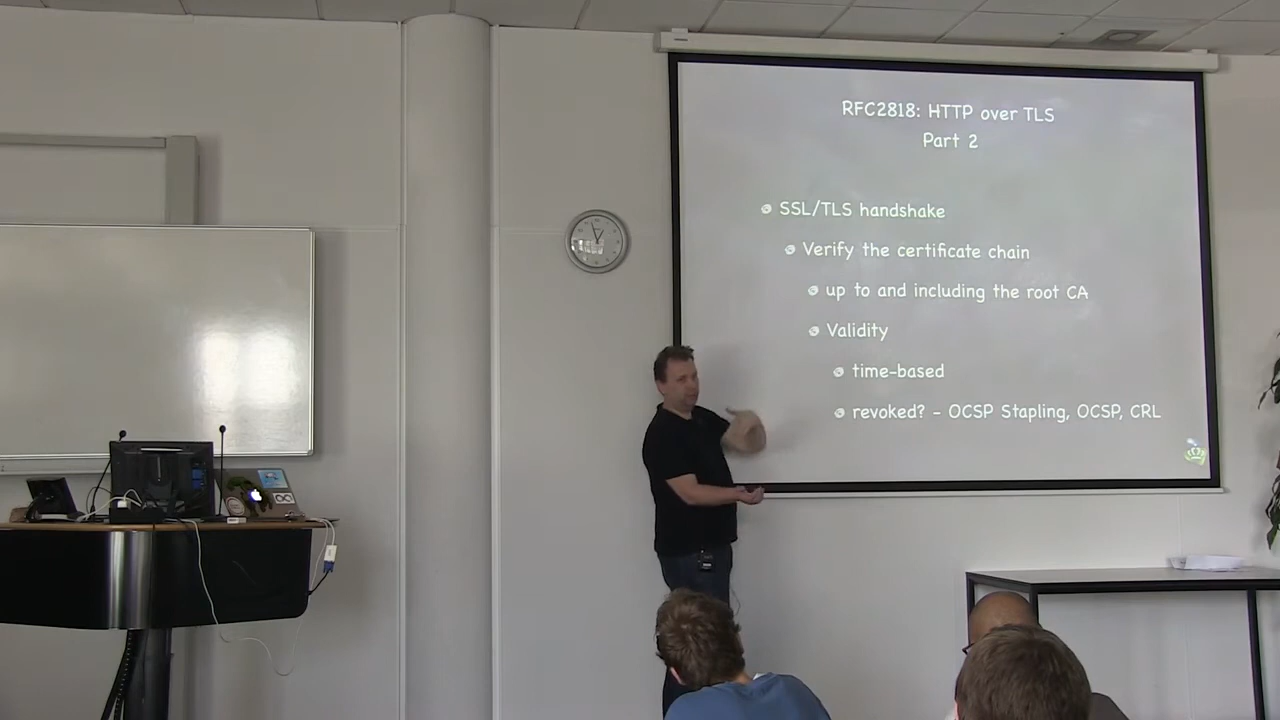 RFC2818: HTTP over TLS
Part 2
SSL/TLS handshake
Verify the certificate chain
up to and including the root CA
Validity
time-based
revoked? - OCSP Stapling, OCSP, CRL